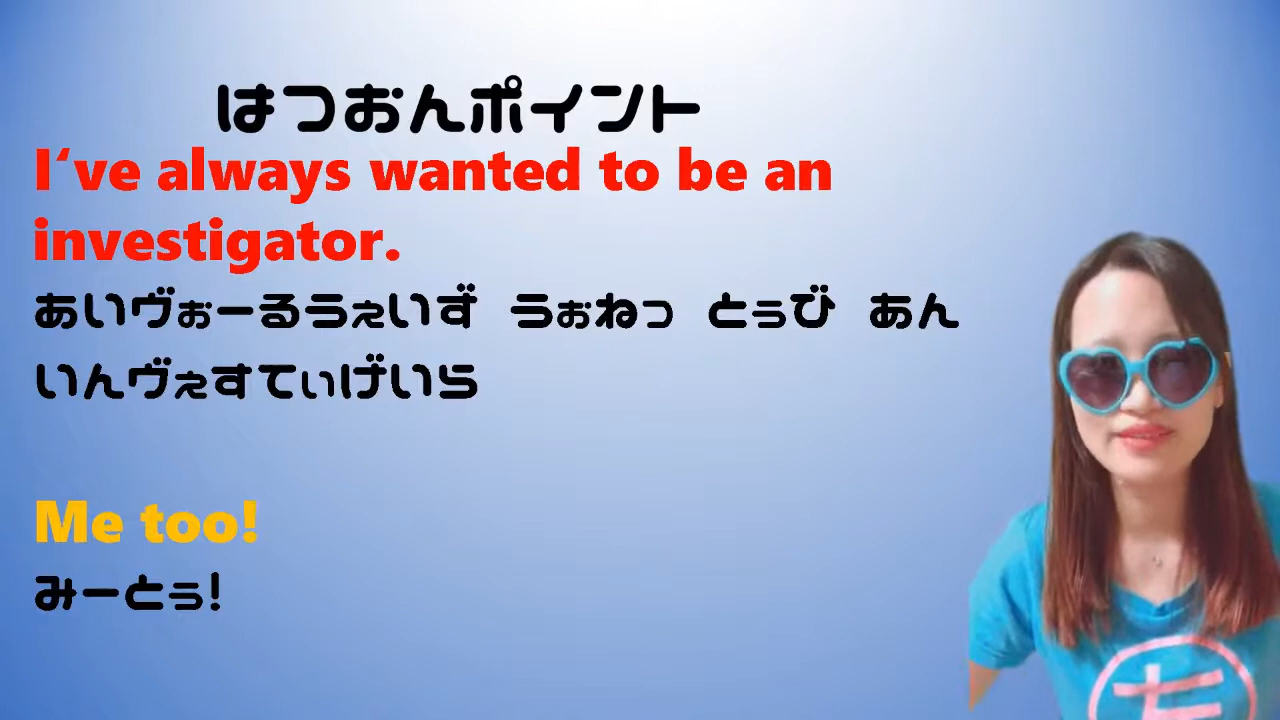 はつおんポイント
I‘ve always wanted to be an
investigator.
あいヴぉーるうぇいず うぉねっ とぅび あん
いんヴぇすてぃげいら
Me too!
みーとぅ!